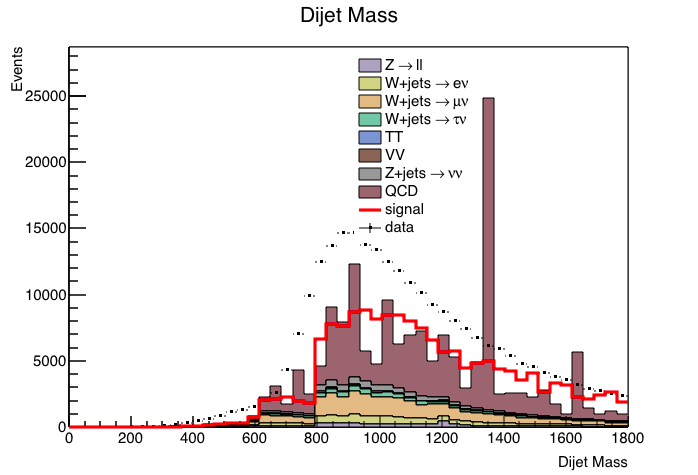 Dijet Mass
Events
Z → ll
W+jets → eν
W+jets → μν
W+jets → τν
TT
VV
Z+jets → νν
QCD
signal
data
25000
20000
15000
10000
5000
0
0 200 400 600 800 1000 1200 1400 1600 1800
Dijet Mass